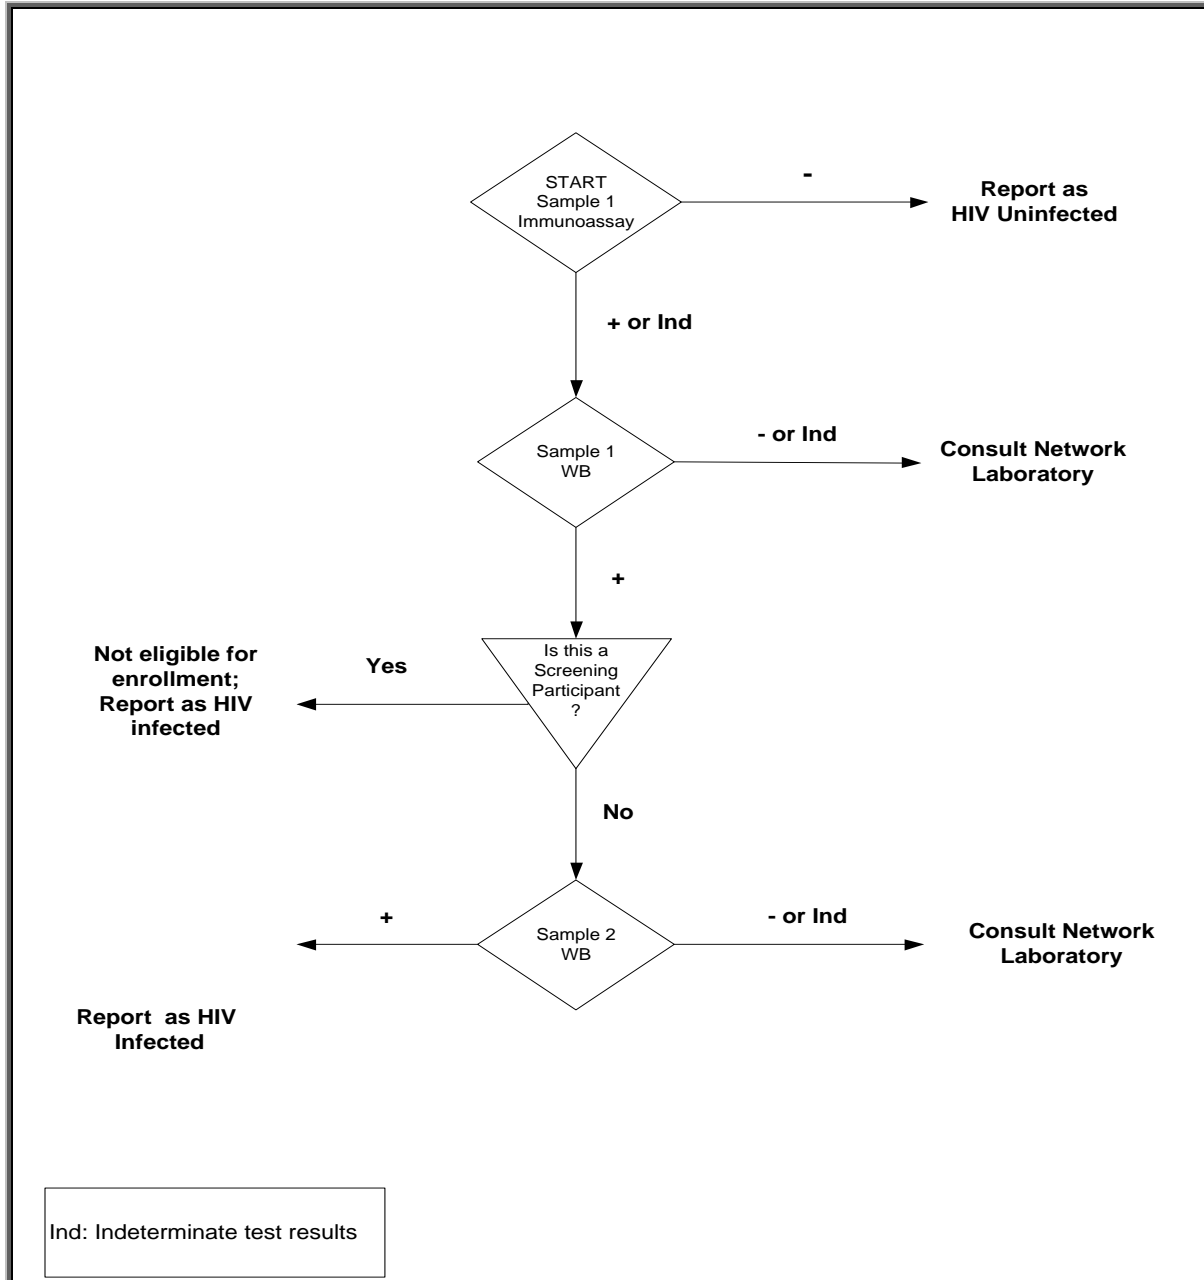 START
Sample 1
Immunoassay
-
Report as
HIV Uninfected
+ or Ind
Sample 1
WB
- or Ind
Consult Network
Laboratory
+
Is this a
Screening
Participant
?
Yes
Not eligible for
enrollment;
Report as HIV
infected
No
Sample 2
WB
+
- or Ind
Consult Network
Laboratory
Report  as HIV
Infected
Ind: Indeterminate test results